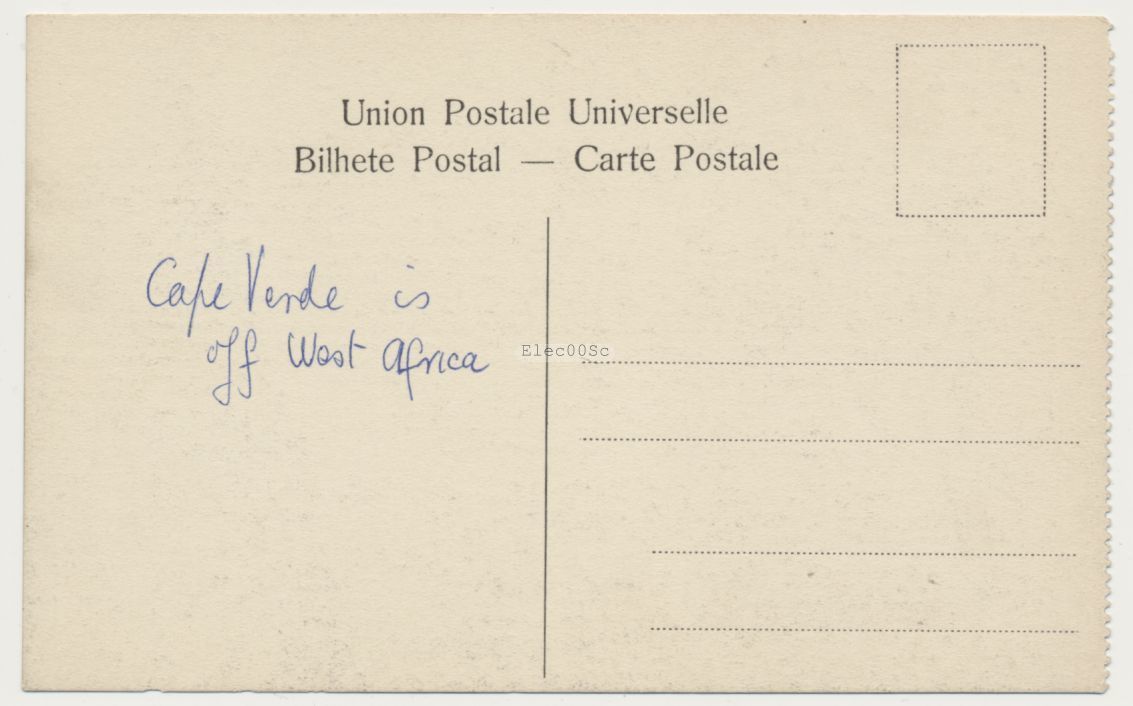 Union Postale Universelle
Bilhete Postal — Carte Postale
Cape Verde is
off West Africa
Elec00Sc